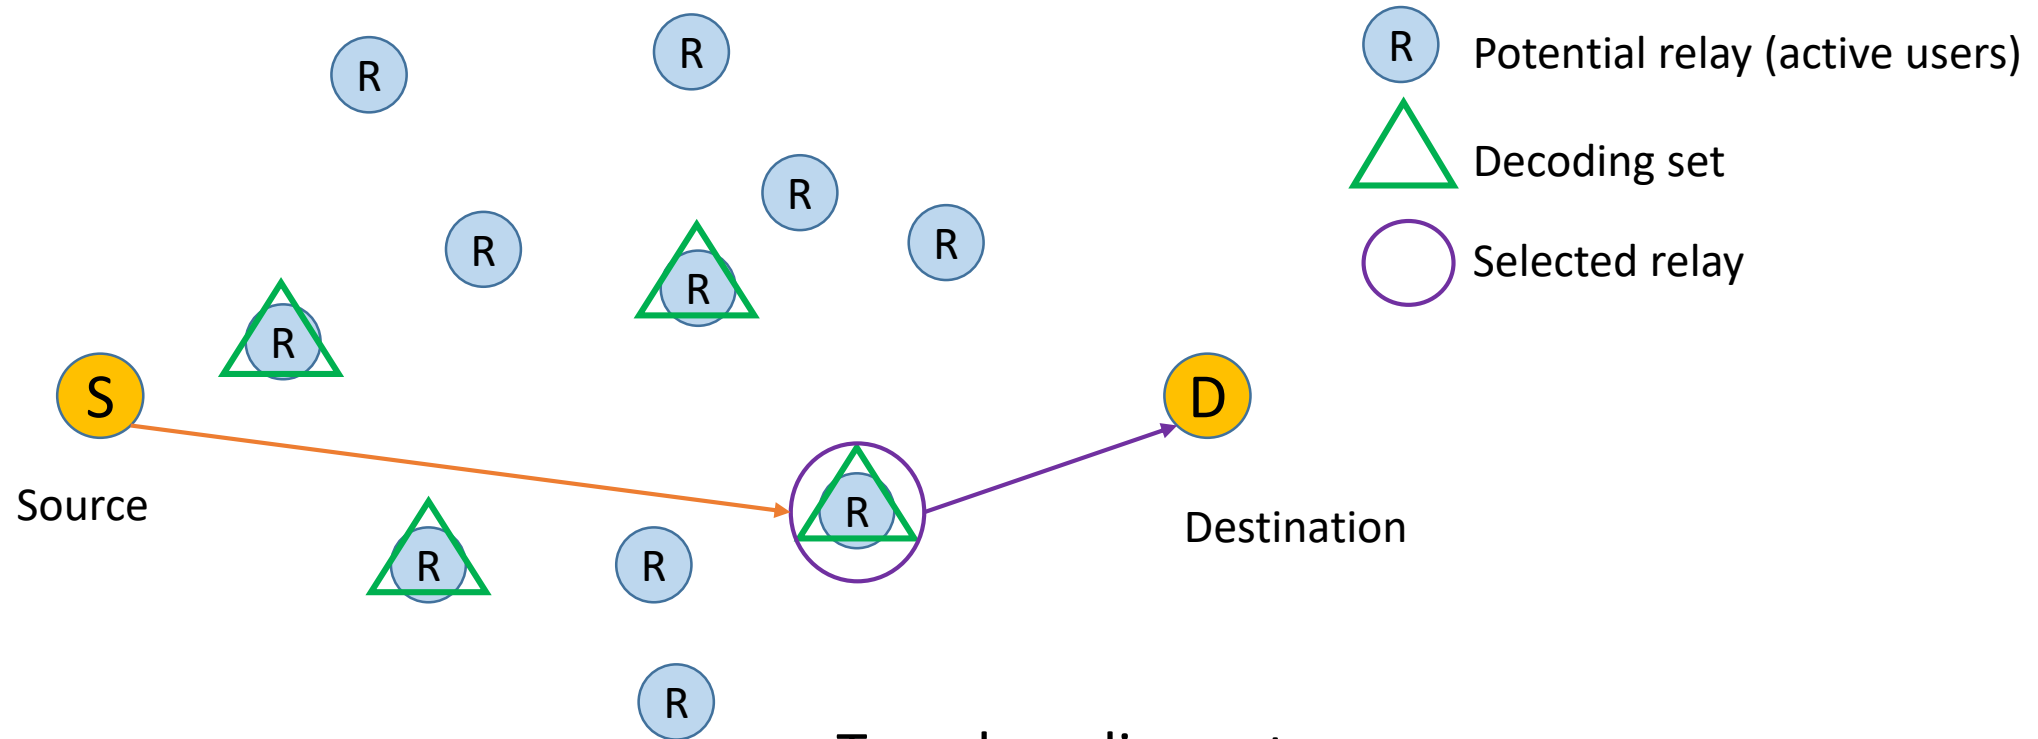 R
R
R Potential relay (active users)
Decoding set
R
R
R
R
R
Selected relay
R
S
D
Source
R
Destination
R
R
R